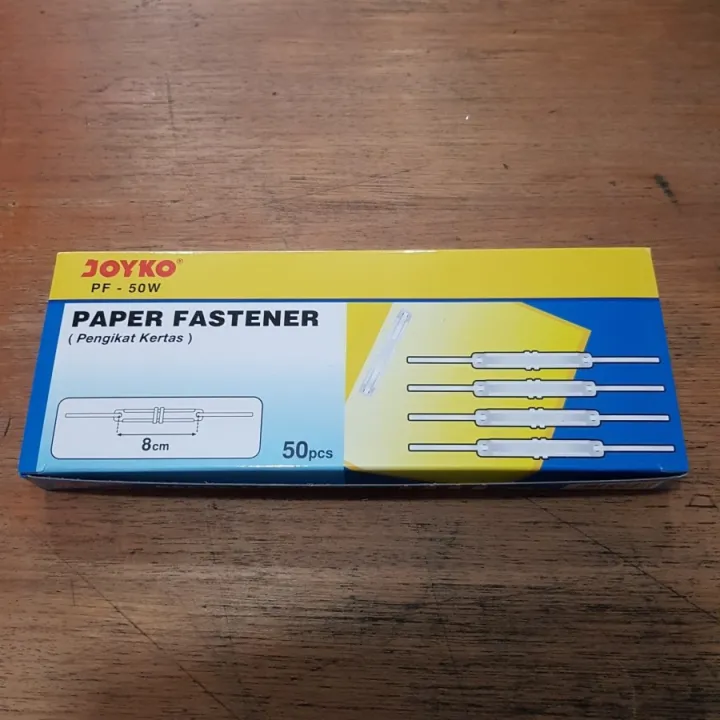 JOYKO®
PF - 50W
PAPER FASTENER
( Pengikat Kertas )
8cm
50pcs